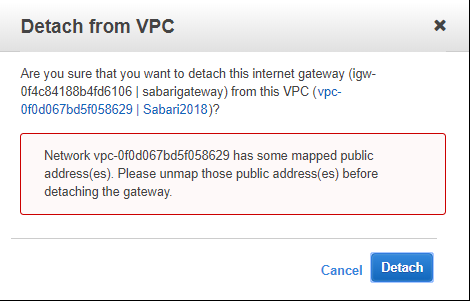 Detach from VPC
Are you sure that you want to detach this internet gateway (igw-
0f4c84188b4fd6106 | sabarigateway) from this VPC (vpc-
0f0d067bd5f058629 | Sabari2018)?
Network vpc-0f0d067bd5f058629 has some mapped public
address(es). Please unmap those public address(es) before
detaching the gateway.
Cancel
Detach